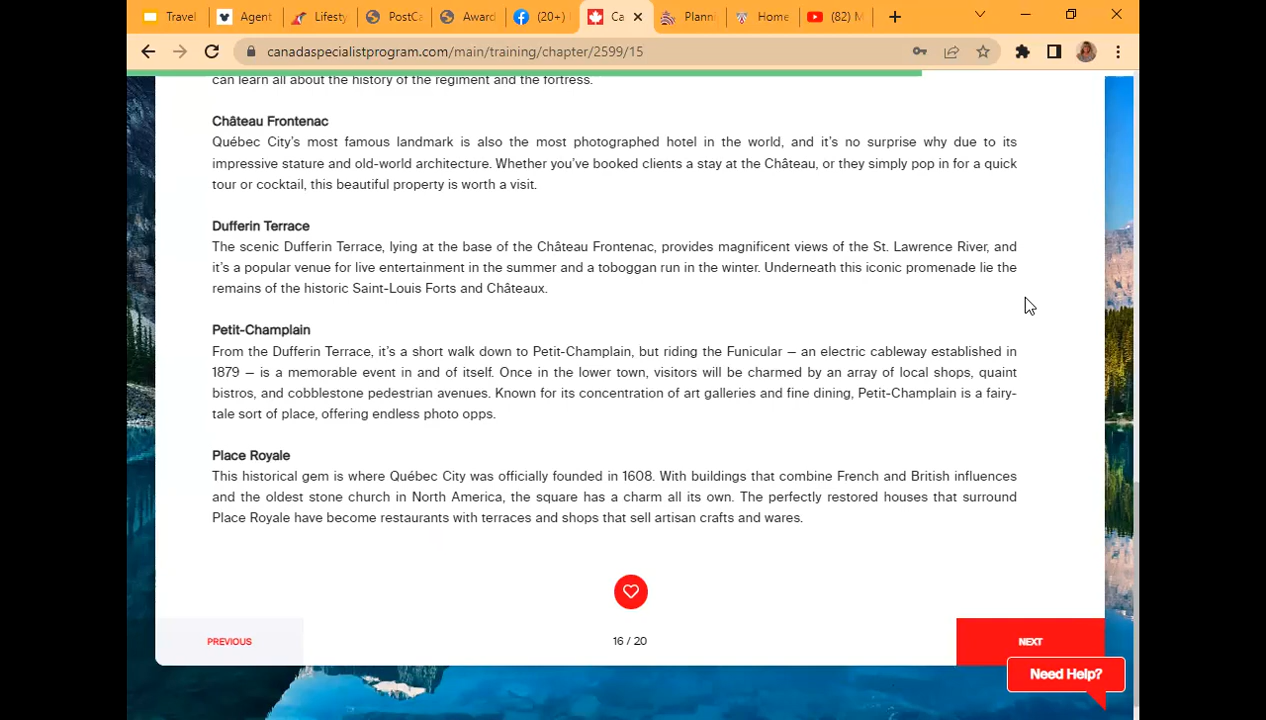 Travel
Agent
Lifesty
PostCa
Award
(20+)
Ca
Planni
Home
(82) M
canadaspecialistprogram.com/main/training/chapter/2599/15
can learn all about the history of the regiment and the fortress.
Château Frontenac
Québec City's most famous landmark is also the most photographed hotel in the world, and it's no surprise why due to its
impressive stature and old-world architecture. Whether you've booked clients a stay at the Château, or they simply pop in for a quick
tour or cocktail, this beautiful property is worth a visit.
Dufferin Terrace
The scenic Dufferin Terrace, lying at the base of the Château Frontenac, provides magnificent views of the St. Lawrence River, and
it's a popular venue for live entertainment in the summer and a toboggan run in the winter. Underneath this iconic promenade lie the
remains of the historic Saint-Louis Forts and Châteaux.
Petit-Champlain
From the Dufferin Terrace, it's a short walk down to Petit-Champlain, but riding the Funicular — an electric cableway established in
1879 — is a memorable event in and of itself. Once in the lower town, visitors will be charmed by an array of local shops, quaint
bistros, and cobblestone pedestrian avenues. Known for its concentration of art galleries and fine dining, Petit-Champlain is a fairy-
tale sort of place, offering endless photo opps.
Place Royale
This historical gem is where Québec City was officially founded in 1608. With buildings that combine French and British influences
and the oldest stone church in North America, the square has a charm all its own. The perfectly restored houses that surround
Place Royale have become restaurants with terraces and shops that sell artisan crafts and wares.
PREVIOUS
16 / 20
NEXT
Need Help?